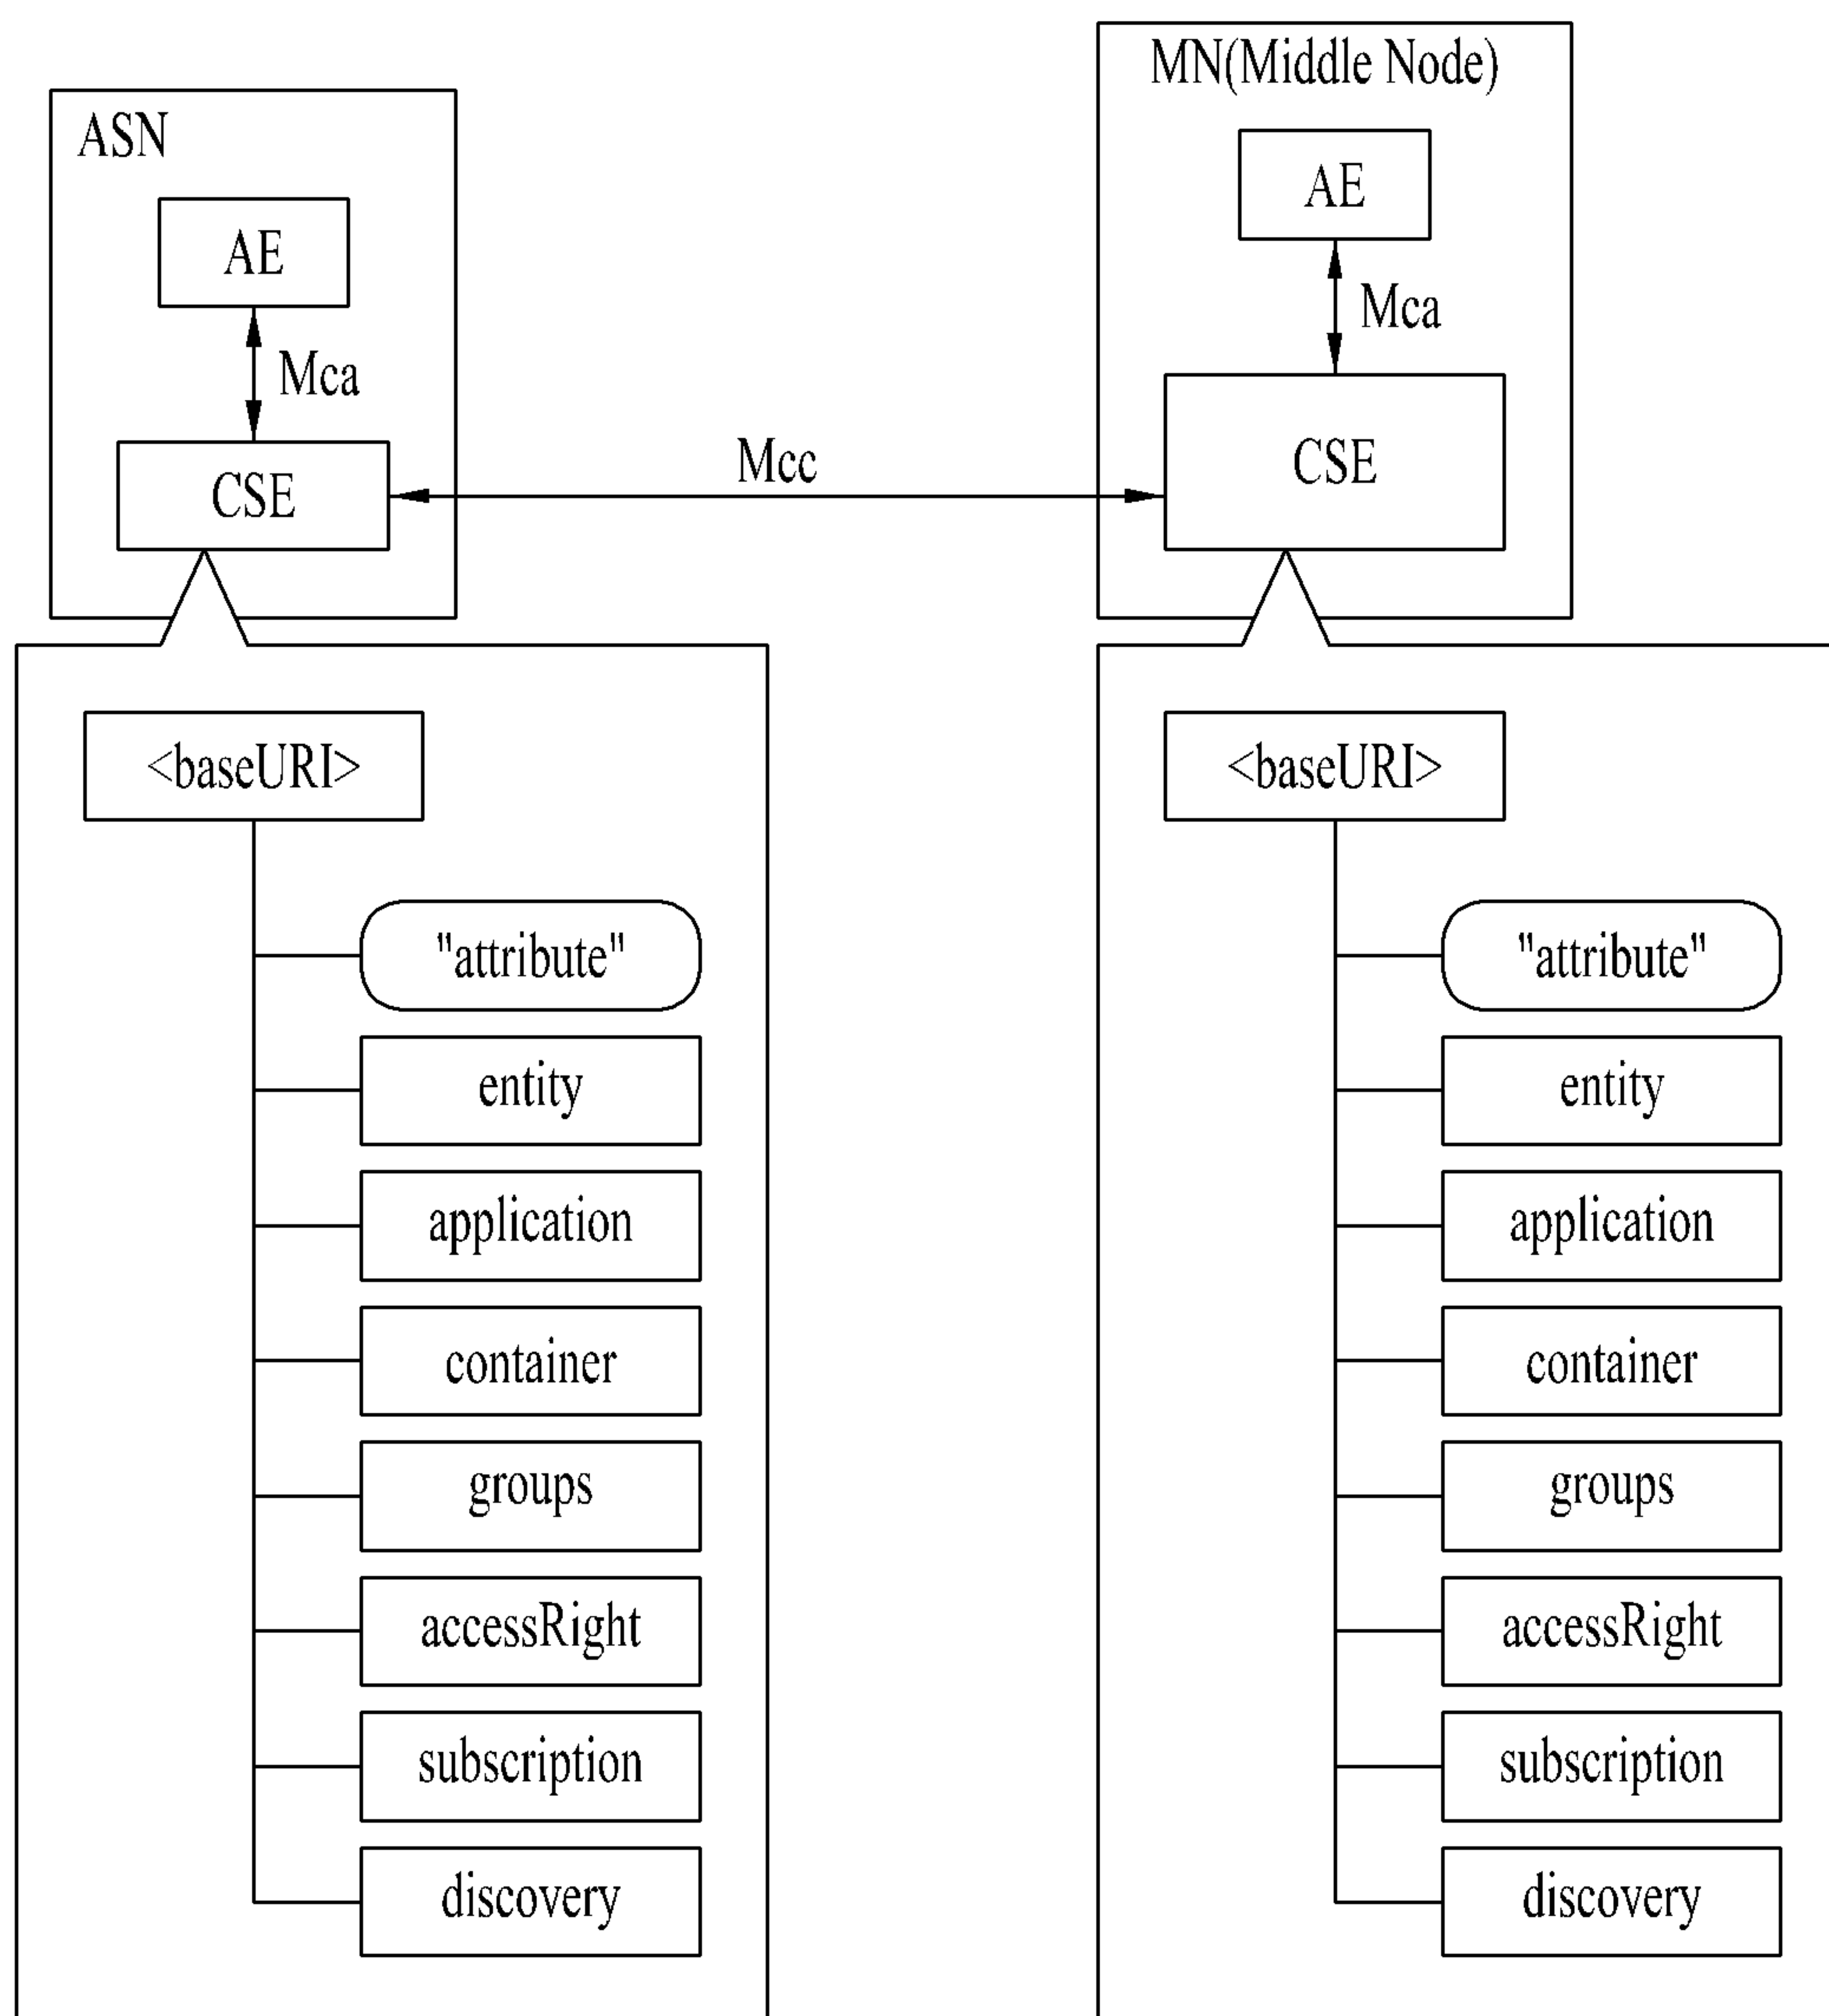 ASN
AE
Mca
CSE
Mcc
MN(Middle Node)
AE
Mca
CSE
<baseURI>
"attribute"
entity
application
container
groups
accessRight
subscription
discovery
<baseURI>
"attribute"
entity
application
container
groups
accessRight
subscription
discovery